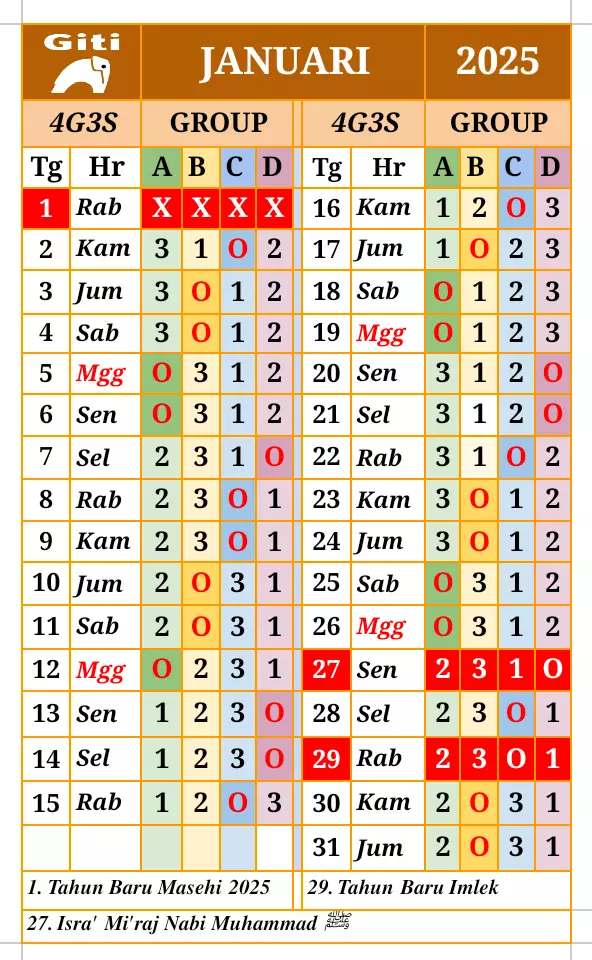 Giti JANUARI 2025
4G3S GROUP 4G3S GROUP
Tg Hr A B C D Tg Hr A B C D
1 Rab X X X X 16 Kam 1 2 O 3
2 Kam 3 1 O 2 17 Jum 1 O 2 3
3 Jum 3 O 1 2 18 Sab O 1 2 3
4 Sab 3 O 1 2 19 Mgg O 1 2 3
5 Mgg O 3 1 2 20 Sen 3 1 2 O
6 Sen O 3 1 2 21 Sel 3 1 2 O
7 Sel 2 3 1 O 22 Rab 3 1 O 2
8 Rab 2 3 O 1 23 Kam 3 O 1 2
9 Kam 2 3 O 1 24 Jum 3 O 1 2
10 Jum 2 O 3 1 25 Sab O 3 1 2
11 Sab 2 O 3 1 26 Mgg O 3 1 2
12 Mgg O 2 3 1 27 Sen 2 3 1 O
13 Sen 1 2 3 O 28 Sel 2 3 O 1
14 Sel 1 2 3 O 29 Rab 2 3 O 1
15 Rab 1 2 O 3 30 Kam 2 O 3 1
31 Jum 2 O 3 1
1. Tahun Baru Masehi 2025 29. Tahun Baru Imlek
27. Isra' Mi'raj Nabi Muhammad ﷺ